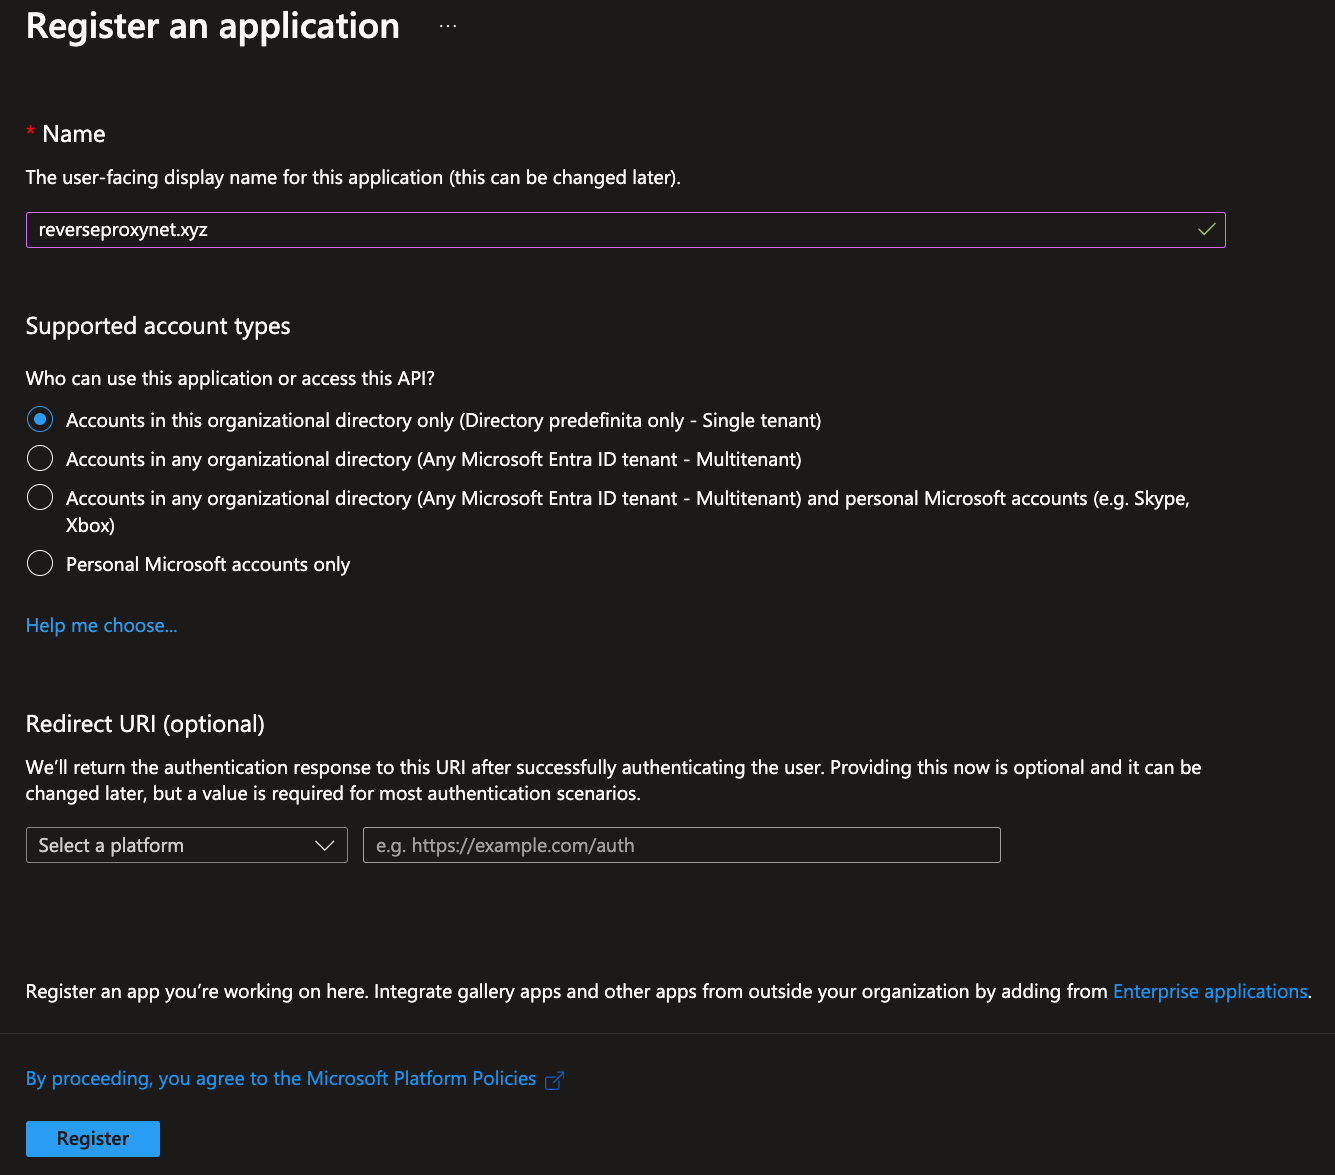 Register an application ...
* Name
The user-facing display name for this application (this can be changed later).
reverseproxynet.xyz
Supported account types
Who can use this application or access this API?
Accounts in this organizational directory only (Directory predefinita only - Single tenant)
Accounts in any organizational directory (Any Microsoft Entra ID tenant - Multitenant)
Accounts in any organizational directory (Any Microsoft Entra ID tenant - Multitenant) and personal Microsoft accounts (e.g. Skype,
Xbox)
Personal Microsoft accounts only
Help me choose...
Redirect URI (optional)
We’ll return the authentication response to this URI after successfully authenticating the user. Providing this now is optional and it can be
changed later, but a value is required for most authentication scenarios.
Select a platform
e.g. https://example.com/auth
Register an app you’re working on here. Integrate gallery apps and other apps from outside your organization by adding from Enterprise applications.
By proceeding, you agree to the Microsoft Platform Policies
Register